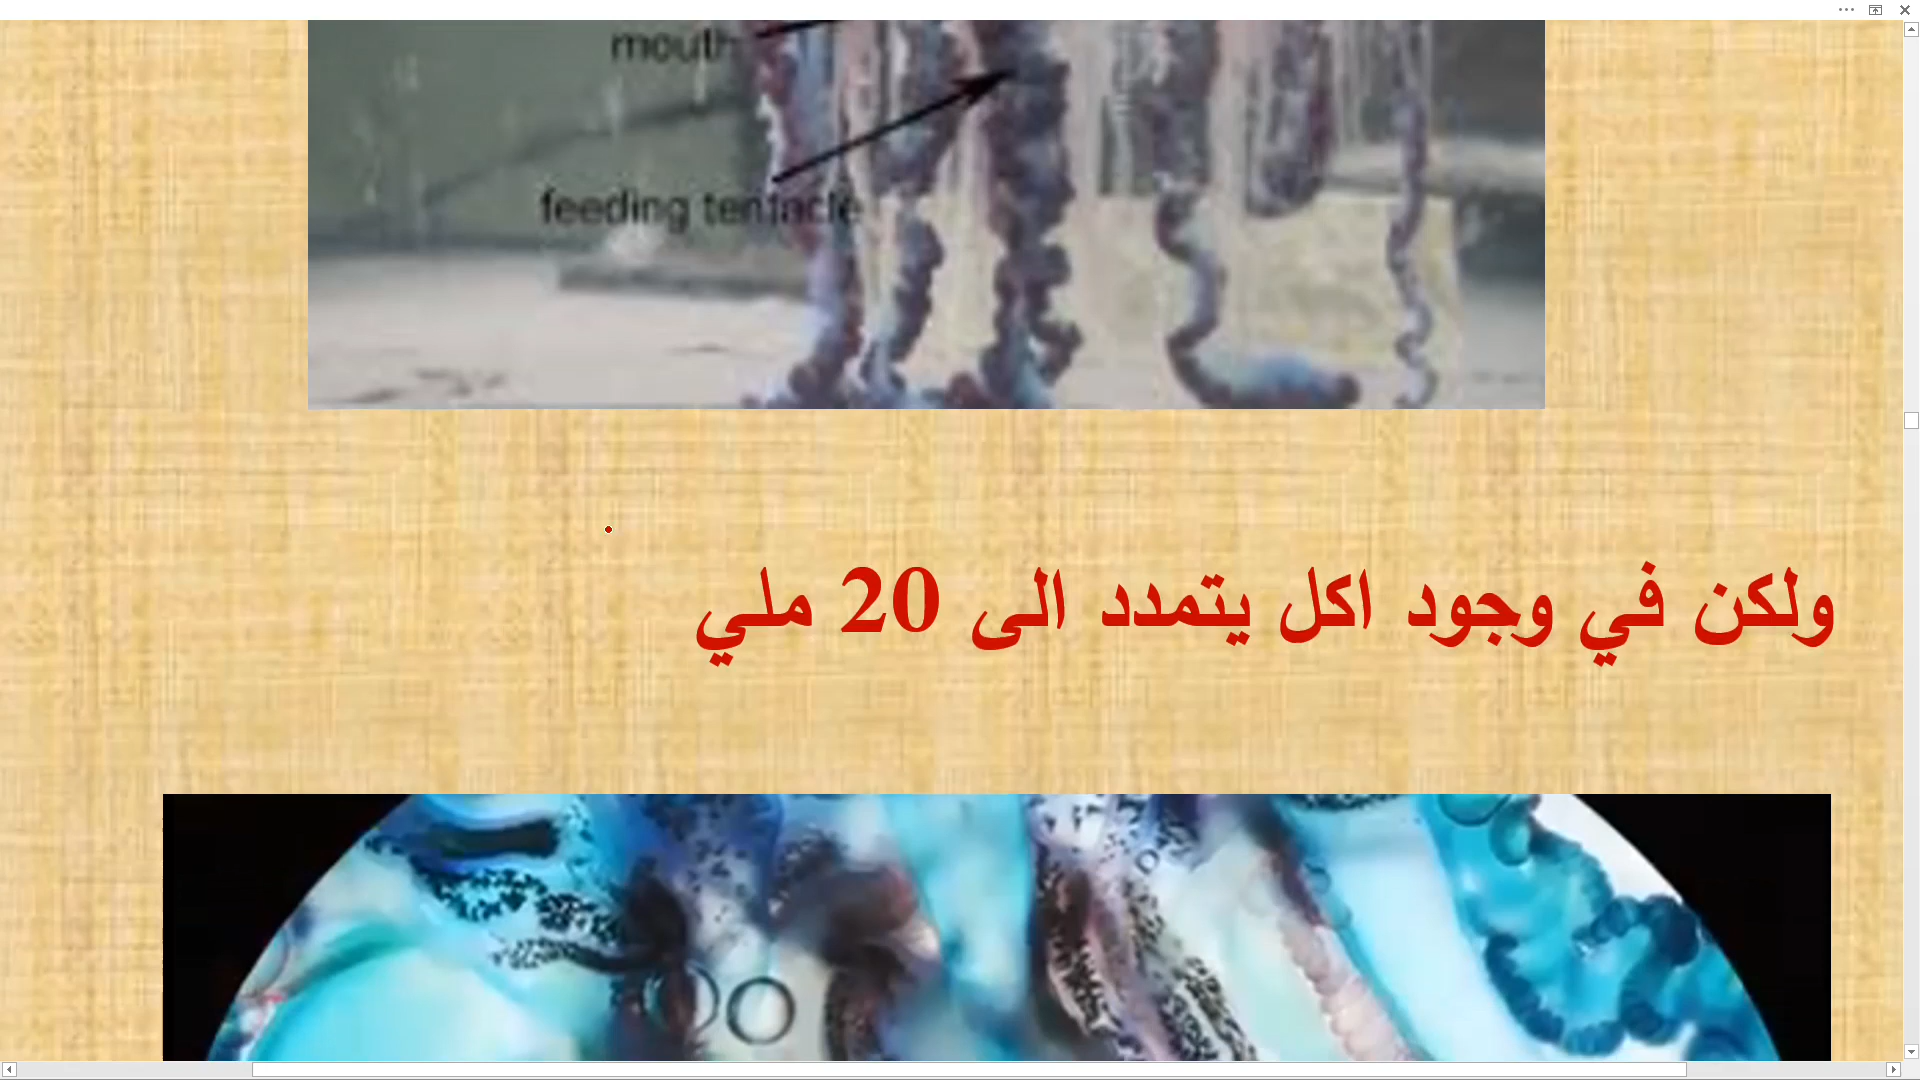 mouth
feeding tentacle
ولكن في وجود اكل يتمدد الى 20 ملي